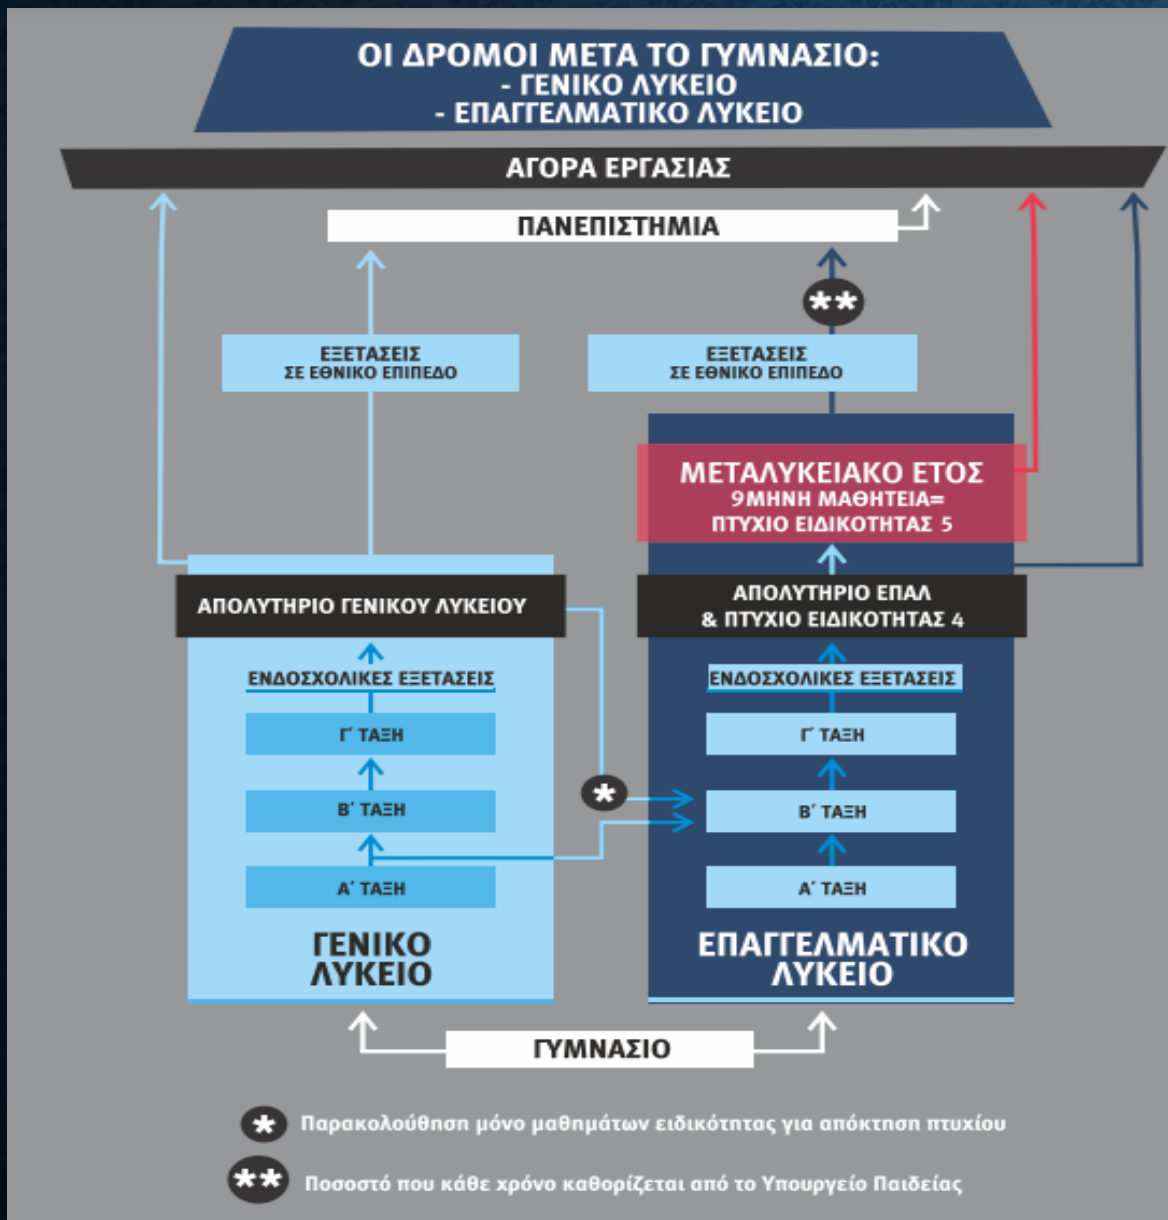 ΟΙ ΔΡΟΜΟΙ ΜΕΤΑ ΤΟ ΓΥΜΝΑΣΙΟ:
- ΓΕΝΙΚΟ ΛΥΚΕΙΟ
- ΕΠΑΓΓΕΛΜΑΤΙΚΟ ΛΥΚΕΙΟ
ΑΓΟΡΑ ΕΡΓΑΣΙΑΣ
ΠΑΝΕΠΙΣΤΗΜΙΑ
**
ΕΞΕΤΑΣΕΙΣ
ΣΕ ΕΘΝΙΚΟ ΕΠΙΠΕΔΟ
ΕΞΕΤΑΣΕΙΣ
ΣΕ ΕΘΝΙΚΟ ΕΠΙΠΕΔΟ
ΜΕΤΑΛΥΚΕΙΑΚΟ ΕΤΟΣ
9ΜΗΝΗ ΜΑΘΗΤΕΙΑ=
ΠΤΥΧΙΟ ΕΙΔΙΚΟΤΗΤΑΣ 5
ΑΠΟΛΥΤΗΡΙΟ ΓΕΝΙΚΟΥ ΛΥΚΕΙΟΥ
ΕΝΔΟΣΧΟΛΙΚΕΣ ΕΞΕΤΑΣΕΙΣ
Γ΄ ΤΑΞΗ
Β΄ ΤΑΞΗ
Α΄ ΤΑΞΗ
ΓΕΝΙΚΟ
ΛΥΚΕΙΟ
*
ΑΠΟΛΥΤΗΡΙΟ ΕΠΑΛ
& ΠΤΥΧΙΟ ΕΙΔΙΚΟΤΗΤΑΣ 4
ΕΝΔΟΣΧΟΛΙΚΕΣ ΕΞΕΤΑΣΕΙΣ
Γ΄ ΤΑΞΗ
Β΄ ΤΑΞΗ
Α΄ ΤΑΞΗ
ΕΠΑΓΓΕΛΜΑΤΙΚΟ
ΛΥΚΕΙΟ
ΓΥΜΝΑΣΙΟ
* Παρακολούθηση μόνο μαθημάτων ειδικότητας για απόκτηση πτυχίου
** Ποσοστό που κάθε χρόνο καθορίζεται από το Υπουργείο Παιδείας